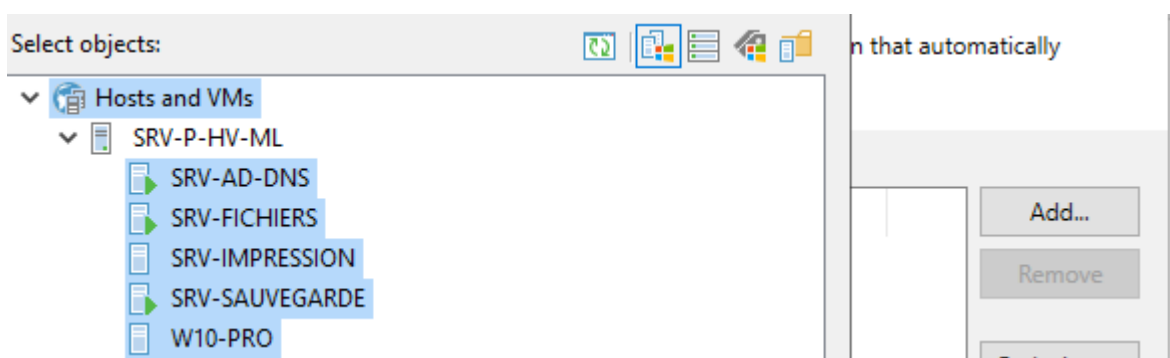 Select objects:
n that automatically
Hosts and VMs
SRV-P-HV-ML
SRV-AD-DNS
SRV-FICHIERS
Add...
SRV-IMPRESSION
Remove
SRV-SAUVEGARDE
W10-PRO